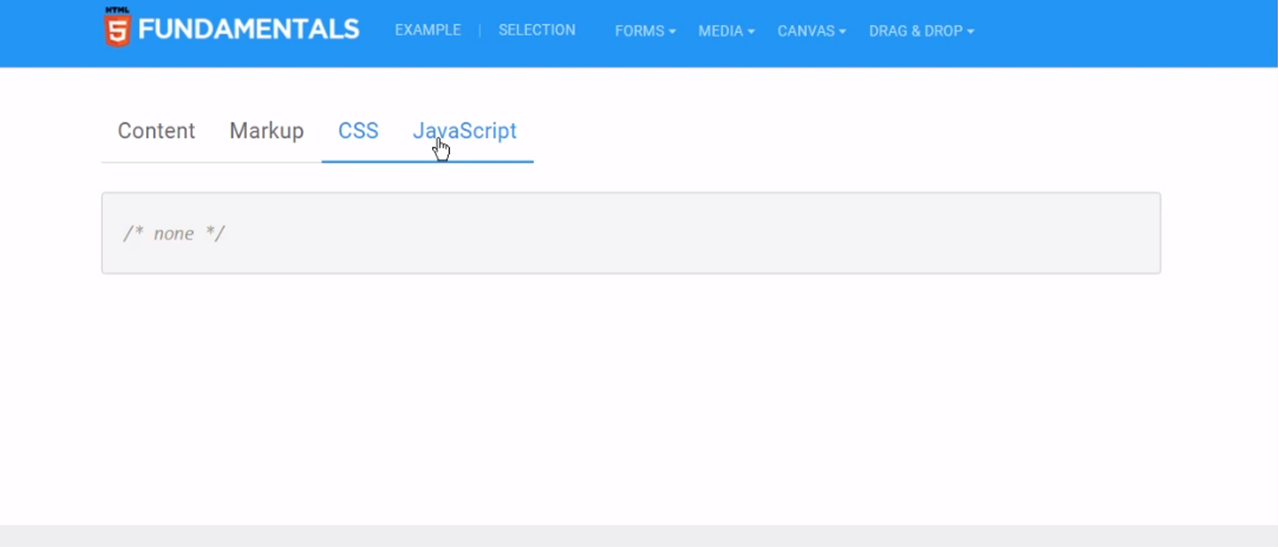 HTML
5 FUNDAMENTALS EXAMPLE | SELECTION FORMS MEDIA CANVAS DRAG & DROP
Content Markup CSS JavaScript
/* none */